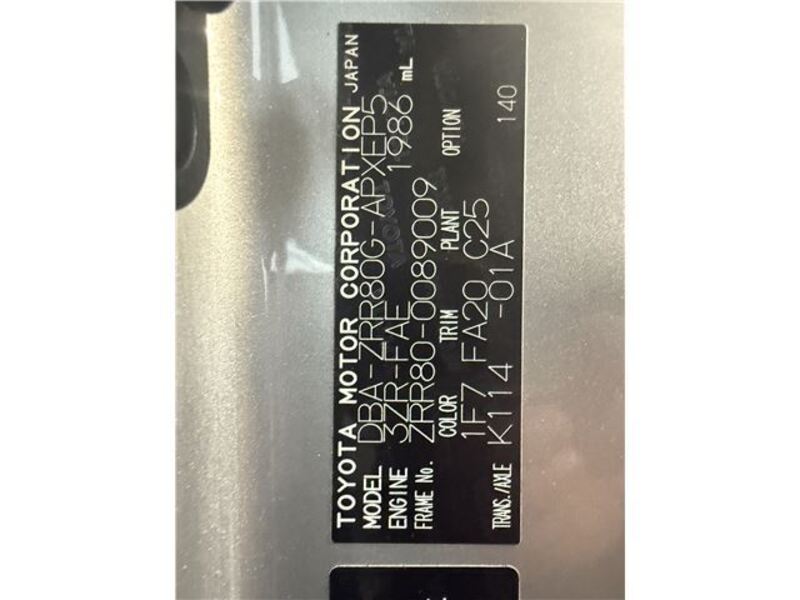 TOYOTA MOTOR CORPORATION JAPAN
MODEL DBA-ZRR80G-APXEP5
ENGINE 3ZR-FAE 1986 mL
FRAME No. ZRR80-0089009
COLOR TRIM PLANT OPTION
1F7 FA20 C25
TRANS./AXLE K114 -01A 140